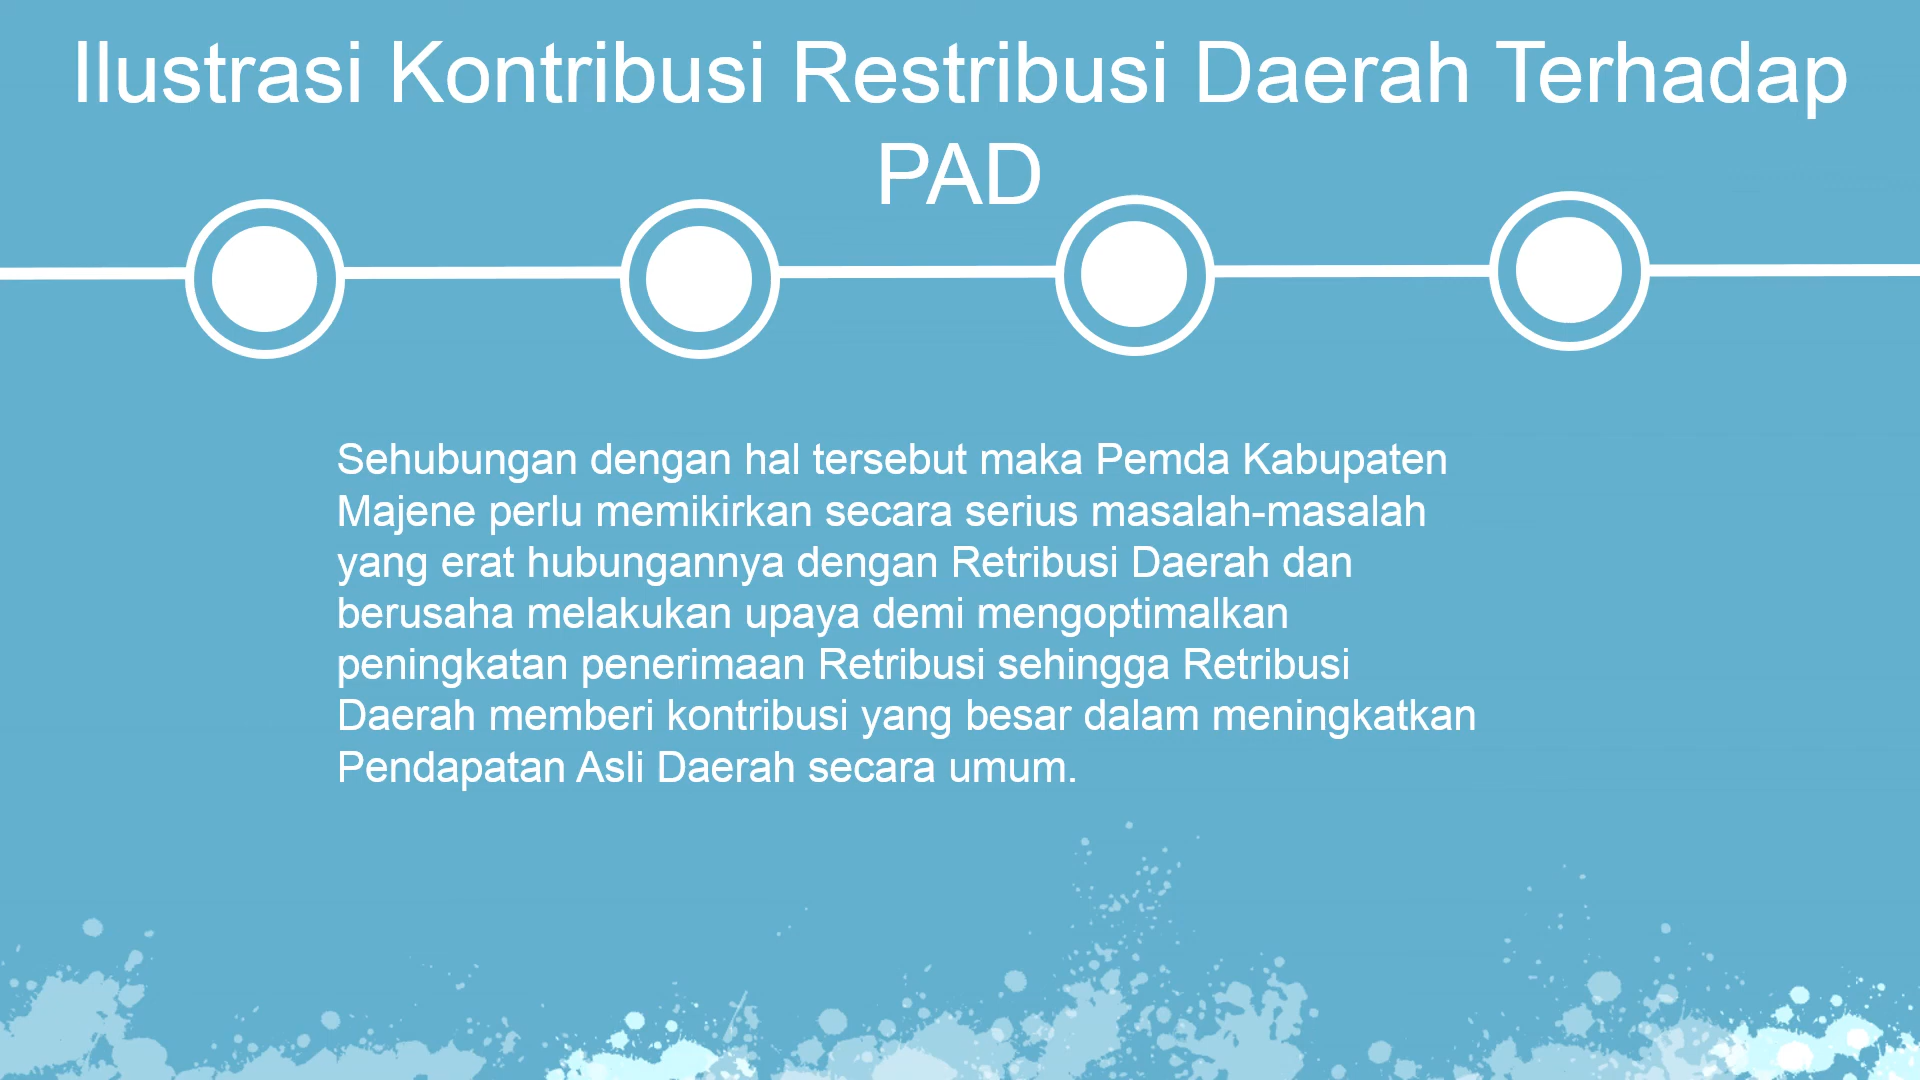 Ilustrasi Kontribusi Restribusi Daerah Terhadap
PAD
Sehubungan dengan hal tersebut maka Pemda Kabupaten
Majene perlu memikirkan secara serius masalah-masalah
yang erat hubungannya dengan Retribusi Daerah dan
berusaha melakukan upaya demi mengoptimalkan
peningkatan penerimaan Retribusi sehingga Retribusi
Daerah memberi kontribusi yang besar dalam meningkatkan
Pendapatan Asli Daerah secara umum.